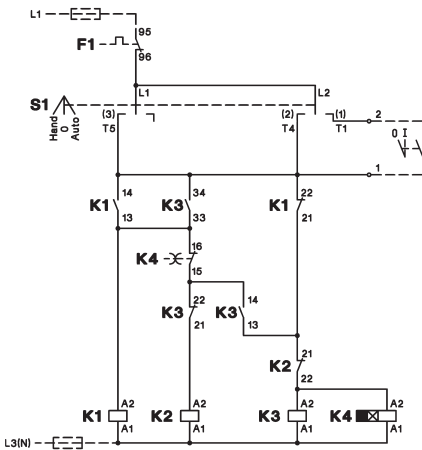 L1
95
F1
96
L1 L2
S1
Hand
0
Auto
(3) (2) (1) 2
T5 T4 T1
0 I
1
14 34 22
K1 K3 K1
13 33 21
16
K4
15
22 14
K3 K3
21 13
21
K2
22
A2 A2 A2 A2
K1 K2 K3 K4
A1 A1 A1 A1
L3(N)